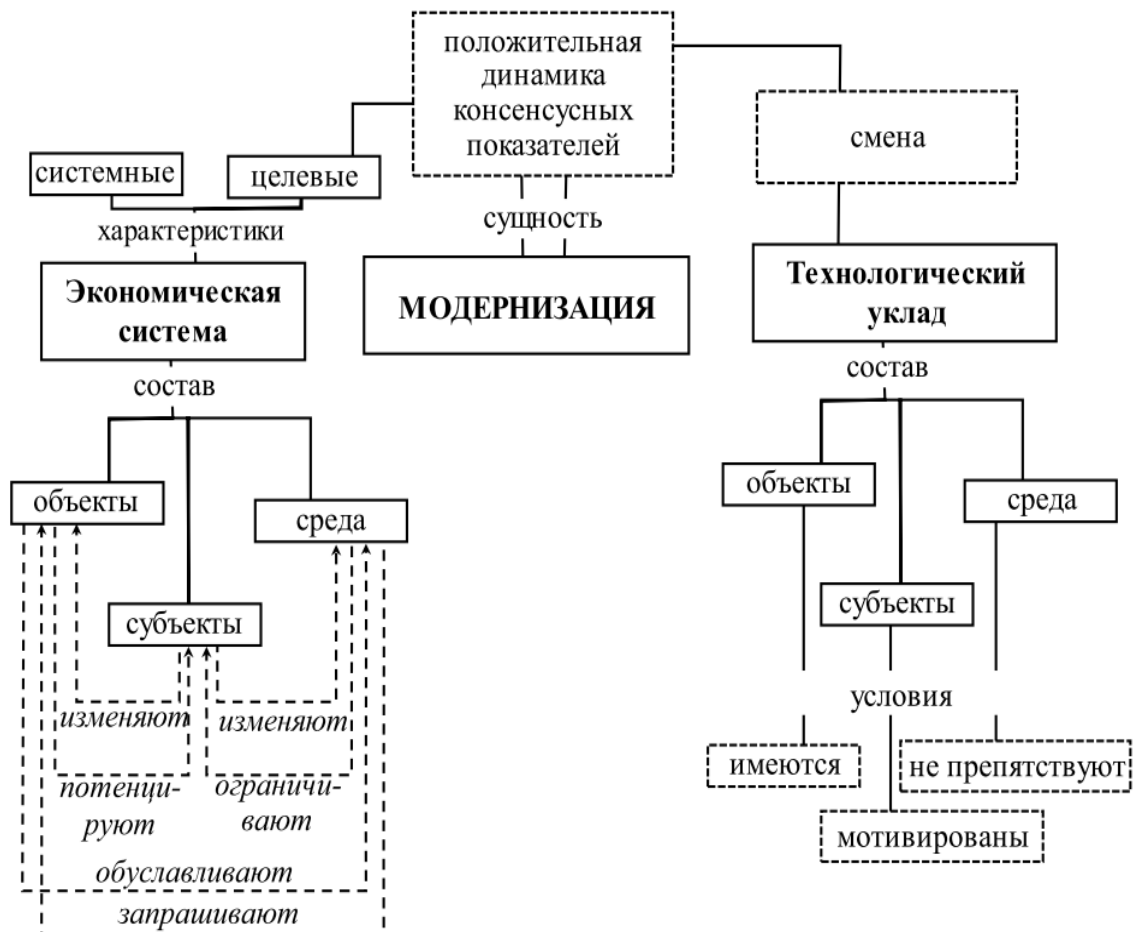 положительная
динамика
консенсусных
показателей
смена
системные
целевые
сущность
характеристики
Экономическая
система
МОДЕРНИЗАЦИЯ
Технологический
уклад
состав
состав
объекты
среда
субъекты
объекты
среда
субъекты
изменяют
изменяют
условия
потенци-
руют
ограничи-
вают
имеются
не препятствуют
мотивированы
обуславливают
запрашивают